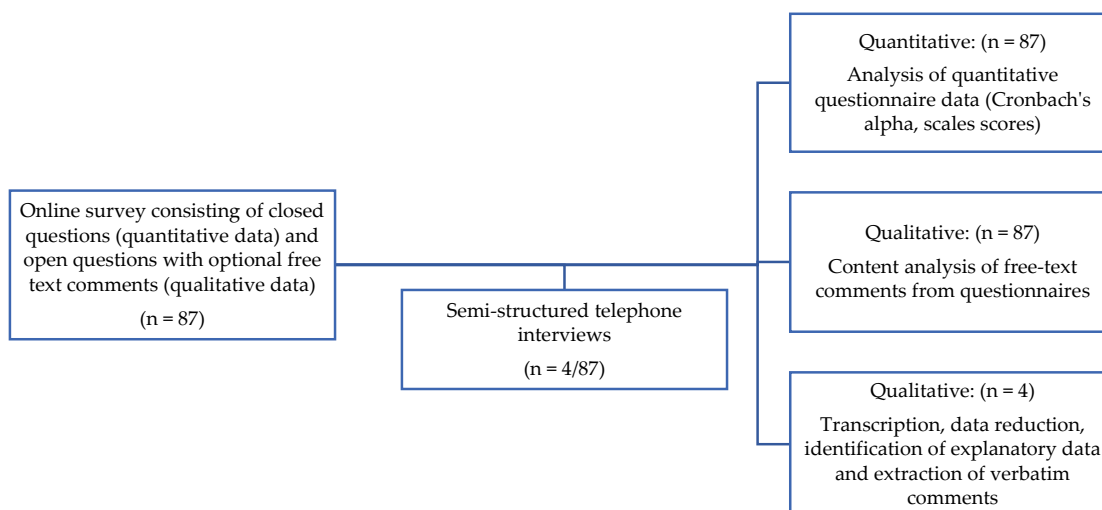 Online survey consisting of closed
questions (quantitative data) and
open questions with optional free
text comments (qualitative data)
(n = 87)
Semi-structured telephone
interviews
(n = 4/87)
Quantitative: (n = 87)
Analysis of quantitative
questionnaire data (Cronbach's
alpha, scales scores)
Qualitative: (n = 87)
Content analysis of free-text
comments from questionnaires
Qualitative: (n = 4)
Transcription, data reduction,
identification of explanatory data
and extraction of verbatim
comments